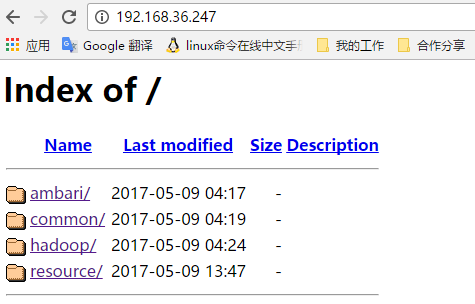 192.168.36.247
应用 Google 翻译 linux命令在线中文手册 我的工作 合作分享
Index of /
Name Last modified Size Description
ambari/ 2017-05-09 04:17 -
common/ 2017-05-09 04:19 -
hadoop/ 2017-05-09 04:24 -
resource/ 2017-05-09 13:47 -